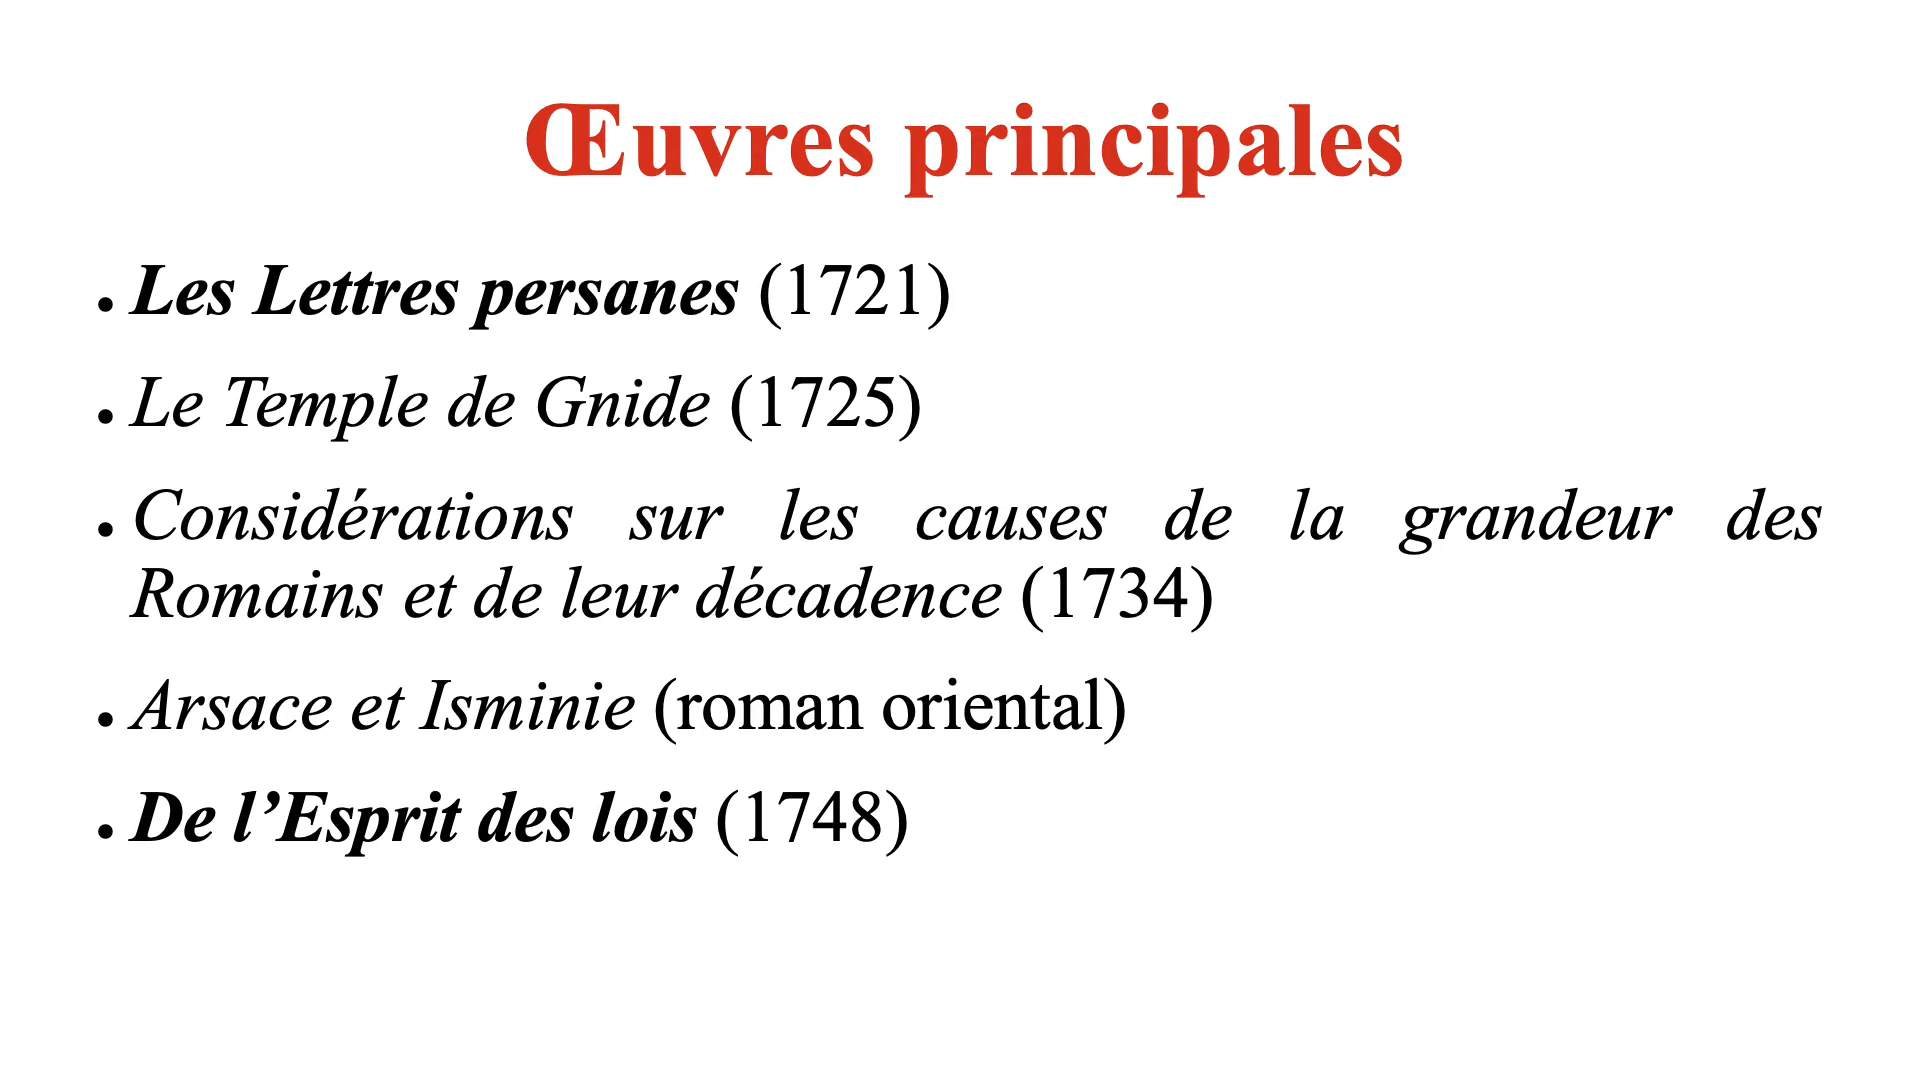 Œuvres principales
• Les Lettres persanes (1721)
• Le Temple de Gnide (1725)
• Considérations sur les causes de la grandeur des
Romains et de leur décadence (1734)
• Arsace et Isminie (roman oriental)
• De l’Esprit des lois (1748)